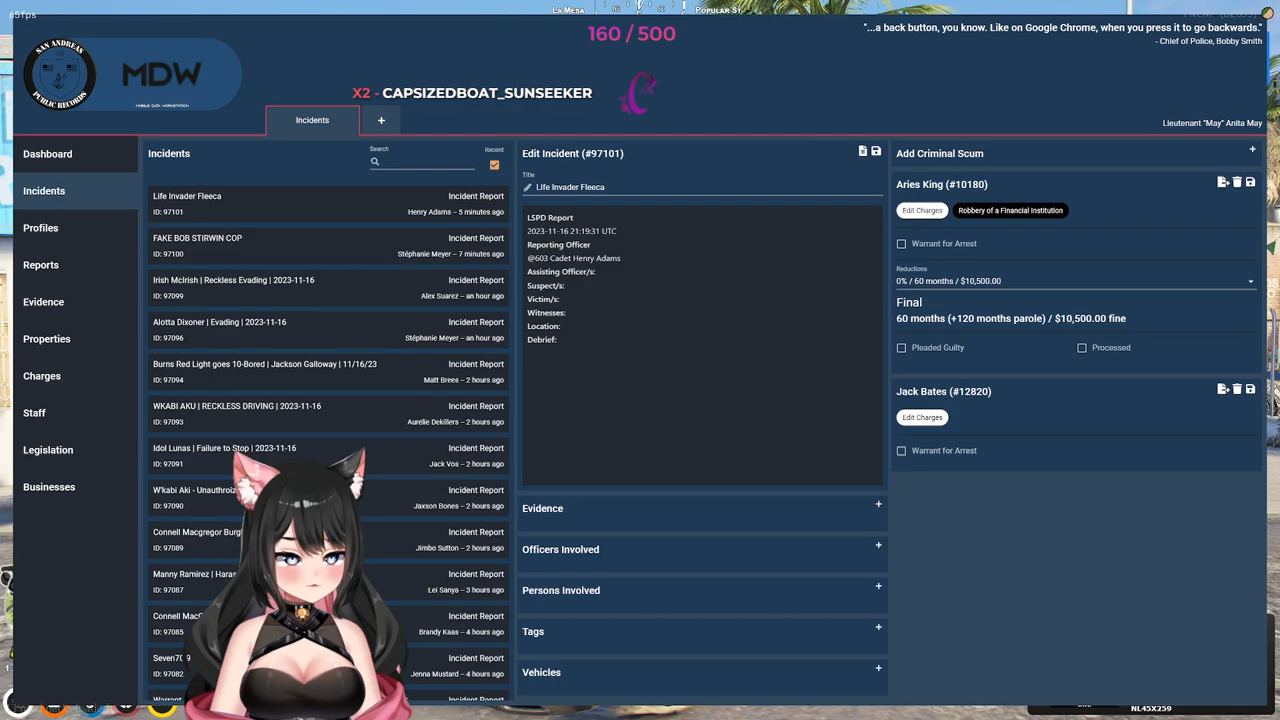 65fps
La Mesa
Popular St
160 / 500
"...a back button, you know. Like on Google Chrome, when you press it to go backwards."
- Chief of Police, Bobby Smith
SAN ANDREAS
PUBLIC RECORDS
MDW
MOBILE DATA WORKSTATION
X2 - CAPSIZEDBOAT_SUNSEEKER
Incidents
+
Lieutenant "May" Anita May
Dashboard
Incidents
Profiles
Reports
Evidence
Properties
Charges
Staff
Legislation
Businesses
Incidents
Search
Recent
Life Invader Fleeca
Incident Report
ID: 97101
Henry Adams – 5 minutes ago
FAKE BOB STIRWIN COP
Incident Report
ID: 97100
Stéphanie Meyer – 7 minutes ago
Irish McIrish | Reckless Evading | 2023-11-16
Incident Report
ID: 97099
Alex Suarez – an hour ago
Alotta Dixoner | Evading | 2023-11-16
Incident Report
ID: 97096
Stéphanie Meyer – an hour ago
Burns Red Light goes 10-Bored | Jackson Galloway | 11/16/23
Incident Report
ID: 97094
Matt Brees – 2 hours ago
WKABI AKU | RECKLESS DRIVING | 2023-11-16
Incident Report
ID: 97093
Aurelie Dekillers – 2 hours ago
Idol Lunas | Failure to Stop | 2023-11-16
Incident Report
ID: 97091
Jack Vos – 2 hours ago
W'kabi Aki - Unauthroiz
Incident Report
ID: 97090
Jaxson Bones – 2 hours ago
Connell Macgregor Burgl
Incident Report
ID: 97089
Jimbo Sutton – 2 hours ago
Manny Ramirez | Haras
Incident Report
ID: 97087
Lei Sanya – 3 hours ago
Connell Mac
Incident Report
ID: 97085
Brandy Kaas – 4 hours ago
Incident Report
ID: 97082
Jenna Mustard – 4 hours ago
Warrant
Incident Report
Edit Incident (#97101)
Title
Life Invader Fleeca
LSPD Report
2023-11-16 21:19:31 UTC
Reporting Officer
@603 Cadet Henry Adams
Assisting Officer/s:
Suspect/s:
Victim/s:
Witnesses:
Location:
Debrief:
Evidence
+
Officers Involved
+
Persons Involved
+
Tags
+
Vehicles
+
Add Criminal Scum
+
Aries King (#10180)
Edit Charges
Robbery of a Financial Institution
Warrant for Arrest
Reductions
0% / 60 months / $10,500.00
Final
60 months (+120 months parole) / $10,500.00 fine
Pleaded Guilty
Processed
Jack Bates (#12820)
Edit Charges
Warrant for Arrest
NL45X259